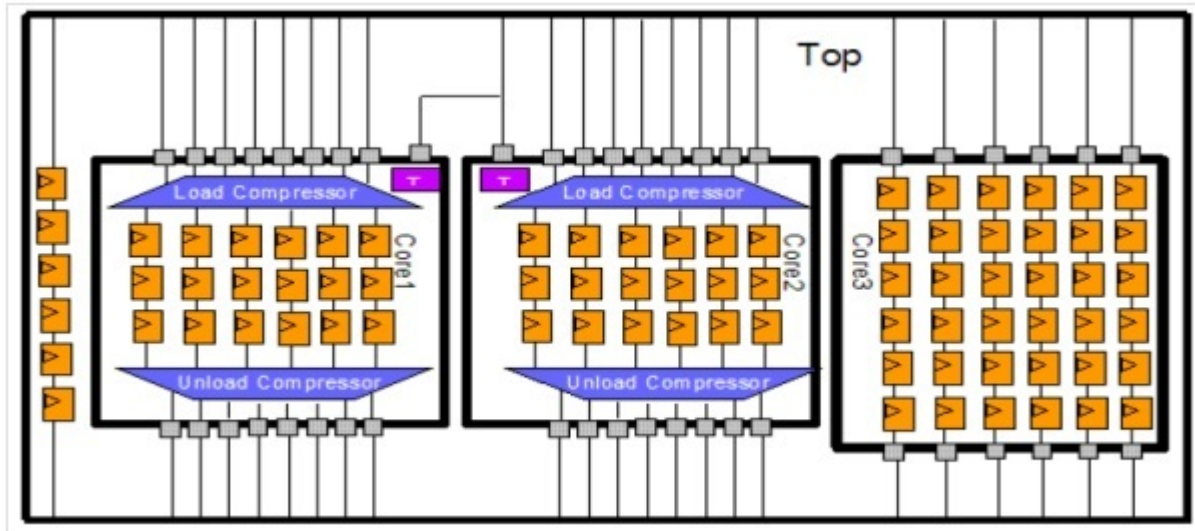 Top
Load Compressor
Core1
Unload Compressor
T
T
Load Compressor
Core2
Unload Compressor
Core3